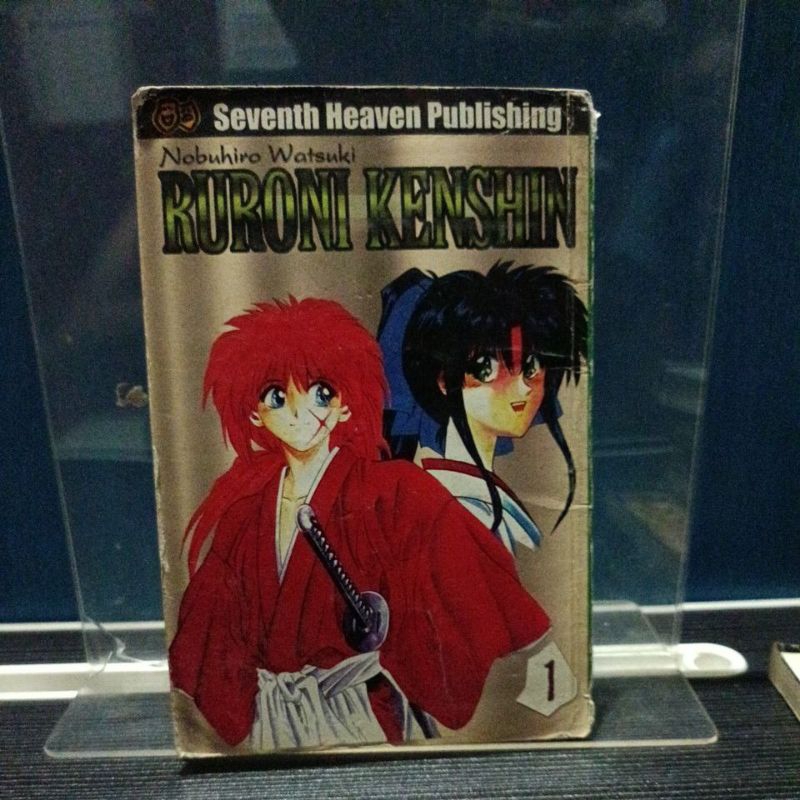 Seventh Heaven Publishing
Nobuhiro Watsuki
RURONI KENSHIN
1